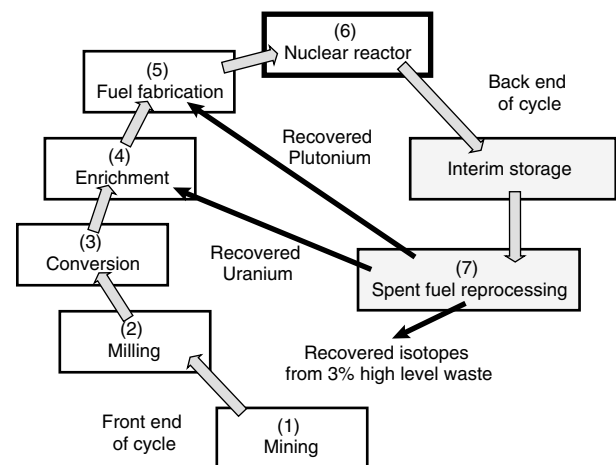 (6)
Nuclear reactor
(5)
Fuel fabrication
Back end
of cycle
Recovered
Plutonium
(4)
Enrichment
Interim storage
(3)
Conversion
Recovered
Uranium
(7)
Spent fuel reprocessing
(2)
Milling
Recovered isotopes
from 3% high level waste
Front end
of cycle
(1)
Mining